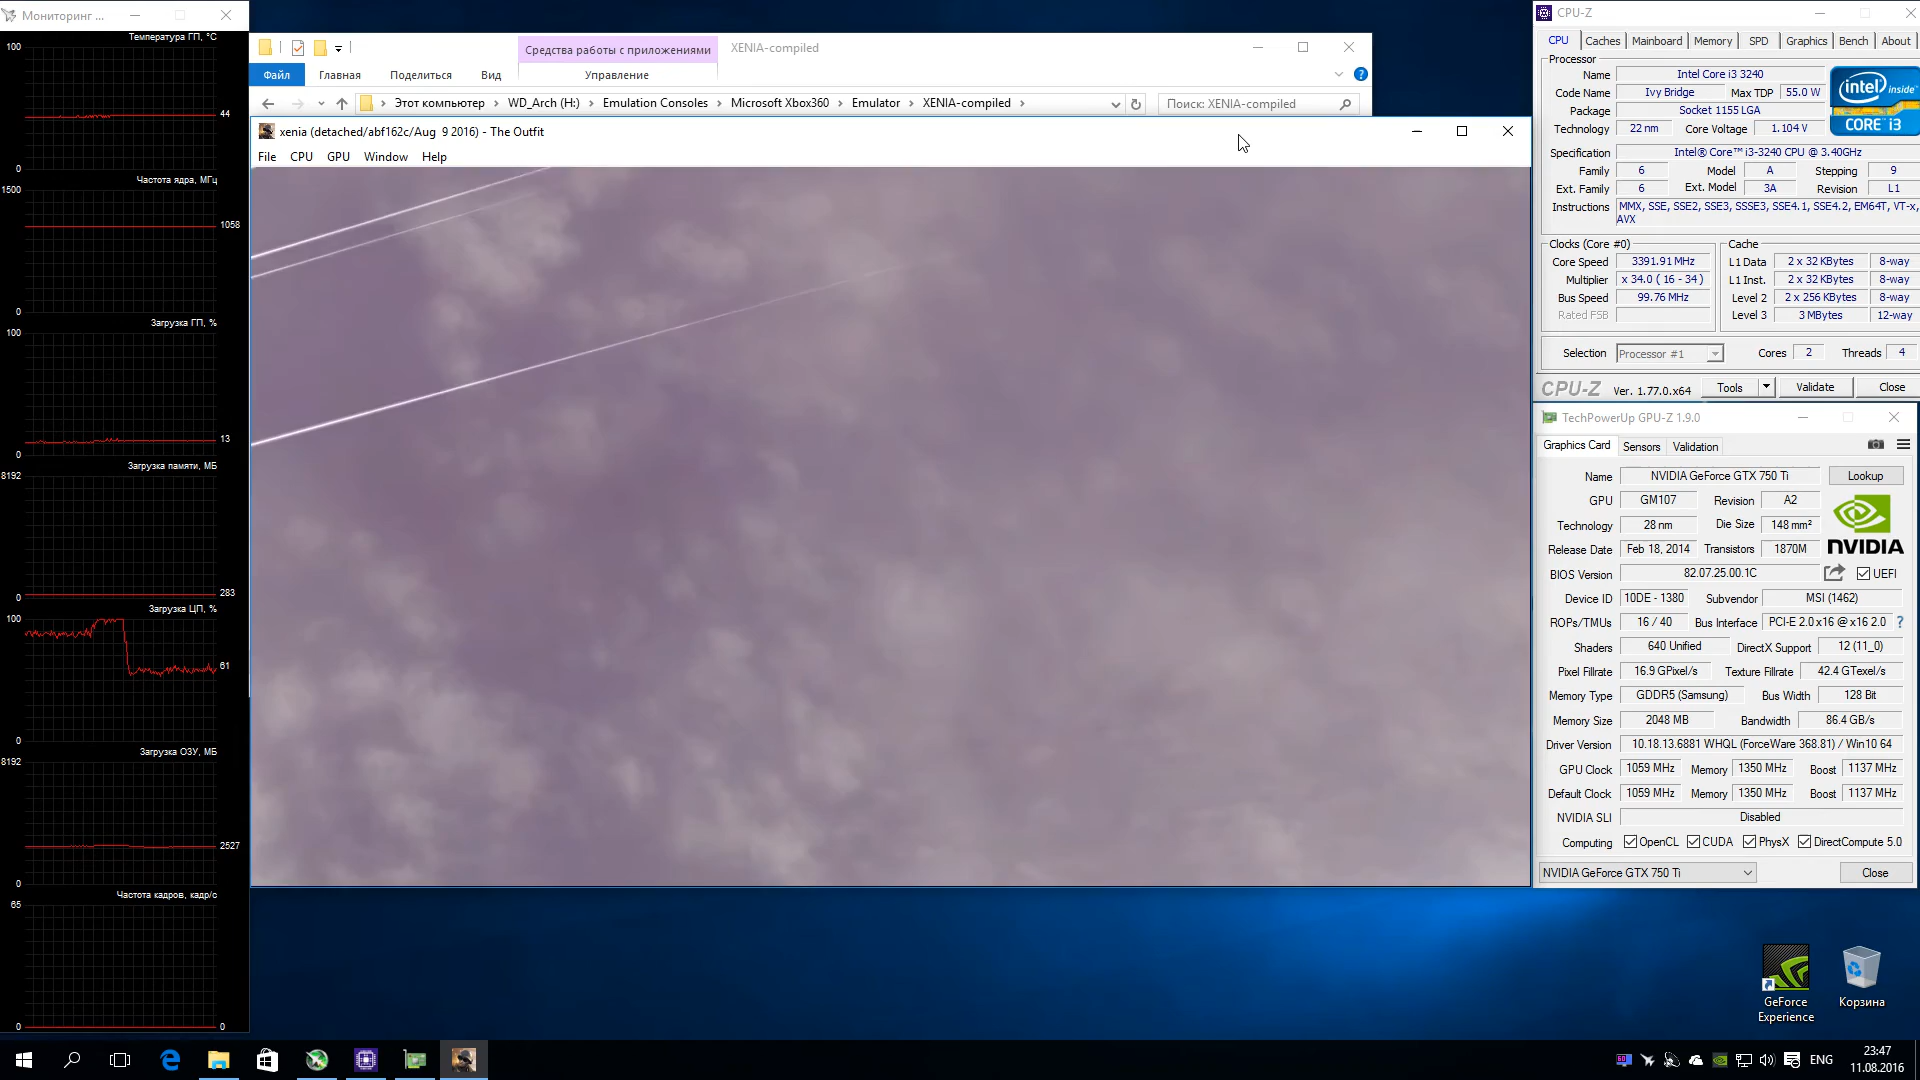 Мониторинг ...
Температура ГП, °C
100
44
0
Частота ядра, МГц
1500
1058
0
Загрузка ГП, %
100
13
0
Загрузка памяти, МБ
8192
283
0
Загрузка ЦП, %
100
61
0
Загрузка ОЗУ, МБ
8192
2527
0
Частота кадров, кадр/с
65
0
0
Средства работы с приложениями
XENIA-compiled
Файл
Главная
Поделиться
Вид
Управление
Этот компьютер
WD_Arch (H:)
Emulation Consoles
Microsoft Xbox360
Emulator
XENIA-compiled
Поиск: XENIA-compiled
xenia (detached/abf162c/Aug 9 2016) - The Outfit
File CPU GPU Window Help
CPU-Z
CPU Caches Mainboard Memory SPD Graphics Bench About
Processor
Name Intel Core i3 3240
Code Name Ivy Bridge Max TDP 55.0 W
Package Socket 1155 LGA
Technology 22 nm Core Voltage 1.104 V
intel inside
CORE i3
Specification Intel® Core™ i3-3240 CPU @ 3.40GHz
Family 6 Model A Stepping 9
Ext. Family 6 Ext. Model 3A Revision L1
Instructions MMX, SSE, SSE2, SSE3, SSSE3, SSE4.1, SSE4.2, EM64T, VT-x,
AVX
Clocks (Core #0) Cache
Core Speed 3391.91 MHz L1 Data 2 x 32 KBytes 8-way
Multiplier x 34.0 ( 16 - 34 ) L1 Inst. 2 x 32 KBytes 8-way
Bus Speed 99.76 MHz Level 2 2 x 256 KBytes 8-way
Rated FSB Level 3 3 MBytes 12-way
Selection Processor #1 Cores 2 Threads 4
CPU-Z Ver. 1.77.0.x64 Tools Validate Close
TechPowerUp GPU-Z 1.9.0
Graphics Card Sensors Validation
Name NVIDIA GeForce GTX 750 Ti Lookup
GPU GM107 Revision A2
Technology 28 nm Die Size 148 mm²
Release Date Feb 18, 2014 Transistors 1870M
NVIDIA
BIOS Version 82.07.25.00.1C UEFI
Device ID 10DE - 1380 Subvendor MSI (1462)
ROPs/TMUs 16 / 40 Bus Interface PCI-E 2.0 x16 @ x16 2.0 ?
Shaders 640 Unified DirectX Support 12 (11_0)
Pixel Fillrate 16.9 GPixel/s Texture Fillrate 42.4 GTexel/s
Memory Type GDDR5 (Samsung) Bus Width 128 Bit
Memory Size 2048 MB Bandwidth 86.4 GB/s
Driver Version 10.18.13.6881 WHQL (ForceWare 368.81) / Win10 64
GPU Clock 1059 MHz Memory 1350 MHz Boost 1137 MHz
Default Clock 1059 MHz Memory 1350 MHz Boost 1137 MHz
NVIDIA SLI Disabled
Computing OpenCL CUDA PhysX DirectCompute 5.0
NVIDIA GeForce GTX 750 Ti Close
GeForce
Experience
Корзина
60
ENG
23:47
11.08.2016